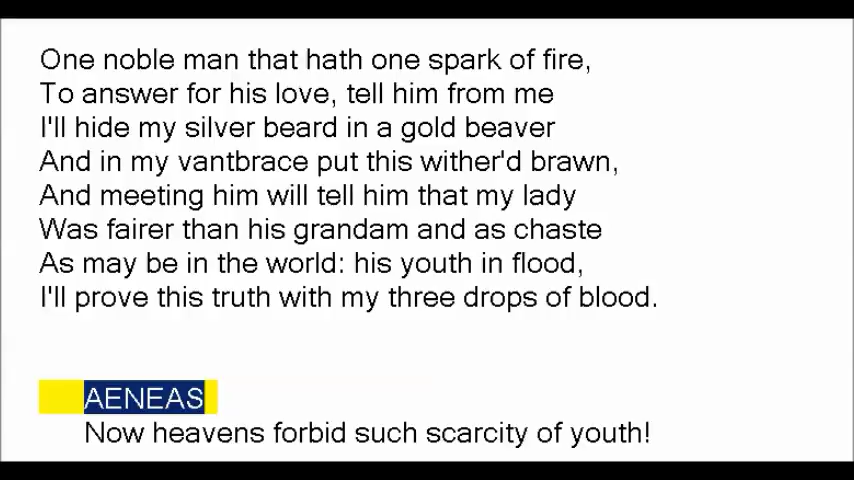 One noble man that hath one spark of fire,
To answer for his love, tell him from me
I'll hide my silver beard in a gold beaver
And in my vantbrace put this wither'd brawn,
And meeting him will tell him that my lady
Was fairer than his grandam and as chaste
As may be in the world: his youth in flood,
I'll prove this truth with my three drops of blood.
AENEAS
Now heavens forbid such scarcity of youth!